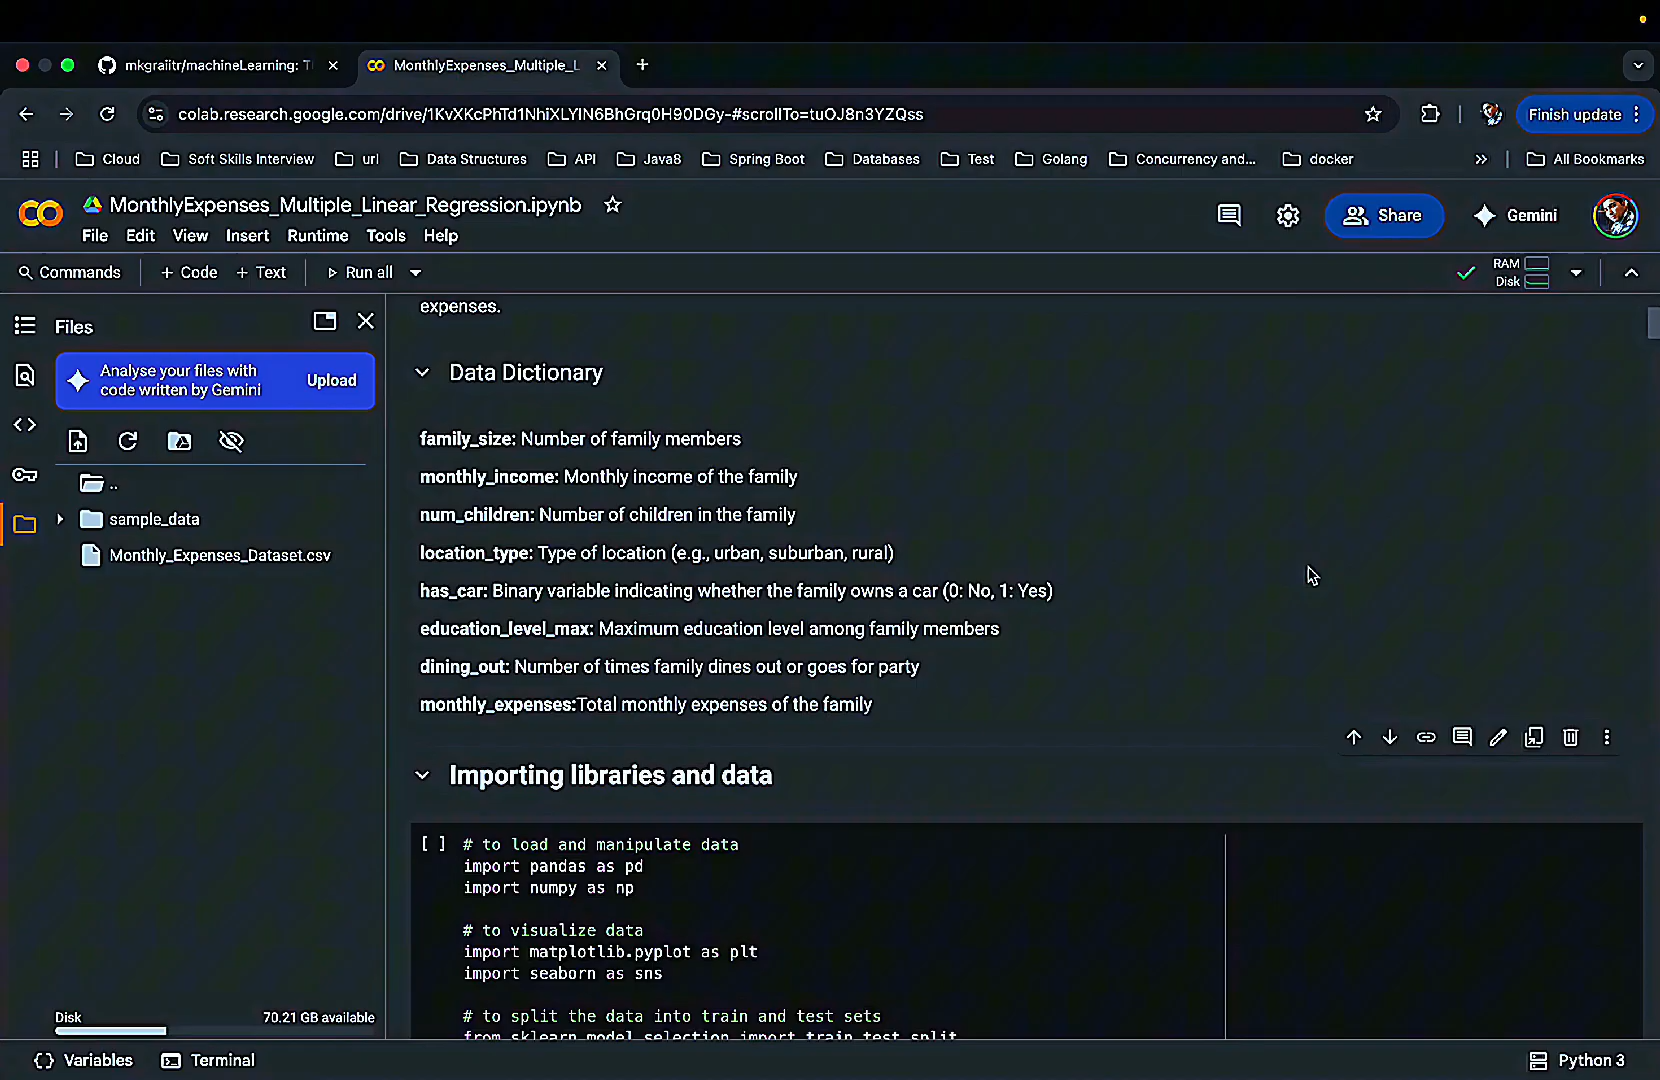 mkgraiitr/machineLearning: T
MonthlyExpenses_Multiple_L
colab.research.google.com/drive/1KvXKcPhTd1NhiXLYIN6BhGrq0H90DGy-#scrollTo=tuOJ8n3YZQss
Finish update
Cloud
Soft Skills Interview
url
Data Structures
API
Java8
Spring Boot
Databases
Test
Golang
Concurrency and...
docker
All Bookmarks
MonthlyExpenses_Multiple_Linear_Regression.ipynb
File Edit View Insert Runtime Tools Help
Share
Gemini
Commands
+ Code + Text
Run all
RAM
Disk
Files
Analyse your files with
code written by Gemini
Upload
..
sample_data
Monthly_Expenses_Dataset.csv
Disk
70.21 GB available
expenses.
Data Dictionary
family_size: Number of family members
monthly_income: Monthly income of the family
num_children: Number of children in the family
location_type: Type of location (e.g., urban, suburban, rural)
has_car: Binary variable indicating whether the family owns a car (0: No, 1: Yes)
education_level_max: Maximum education level among family members
dining_out: Number of times family dines out or goes for party
monthly_expenses:Total monthly expenses of the family
Importing libraries and data
[ ] # to load and manipulate data
import pandas as pd
import numpy as np
# to visualize data
import matplotlib.pyplot as plt
import seaborn as sns
# to split the data into train and test sets
from sklearn.model_selection import train_test_split
Variables
Terminal
Python 3